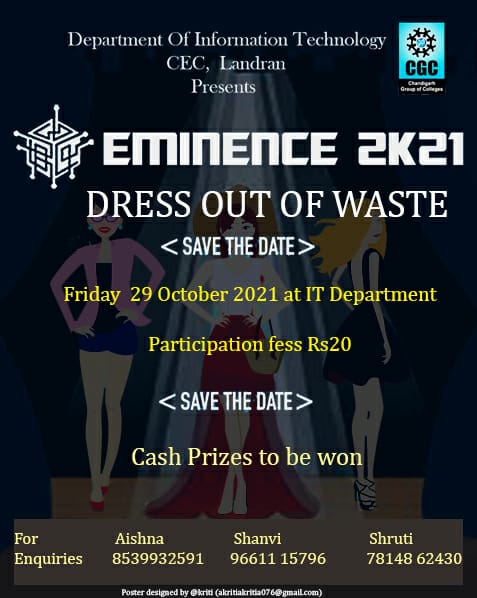 Department Of Information Technology
CEC, Landran
Presents
CGC
Chandigarh
Group of Colleges
EMINENCE 2K21
DRESS OUT OF WASTE
< SAVE THE DATE >
Friday 29 October 2021 at IT Department
Participation fess Rs20
< SAVE THE DATE >
Cash Prizes to be won
For Aishna Shanvi Shruti
Enquiries 8539932591 96611 15796 78148 62430
Poster designed by @kriti (akritiakritia076@gmail.com)